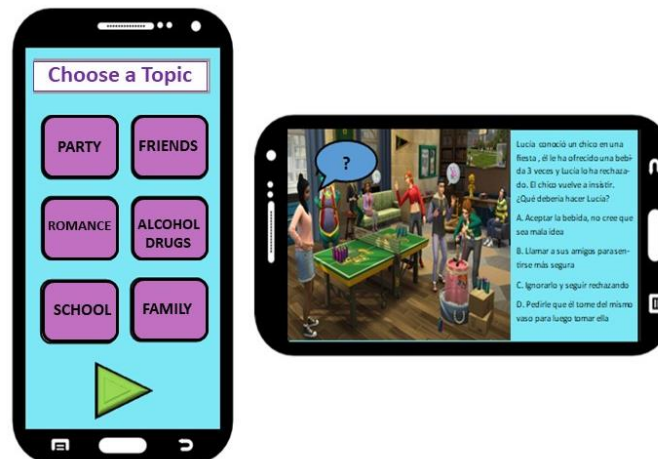 Choose a Topic
PARTY
FRIENDS
ROMANCE
ALCOHOL
DRUGS
SCHOOL
FAMILY
?
Lucía conoció un chico en una
fiesta , él le ha ofrecido una bebi-
da 3 veces y Lucía lo ha rechaza-
do. El chico vuelve a insistir.
¿Qué debería hacer Lucía?
A. Aceptar la bebida, no cree que
sea mala idea
B. Llamar a sus amigos para sen-
tirse más segura
C. Ignorarlo y seguir rechazando
D. Pedirle que él tome del mismo
vaso para luego tomar ella